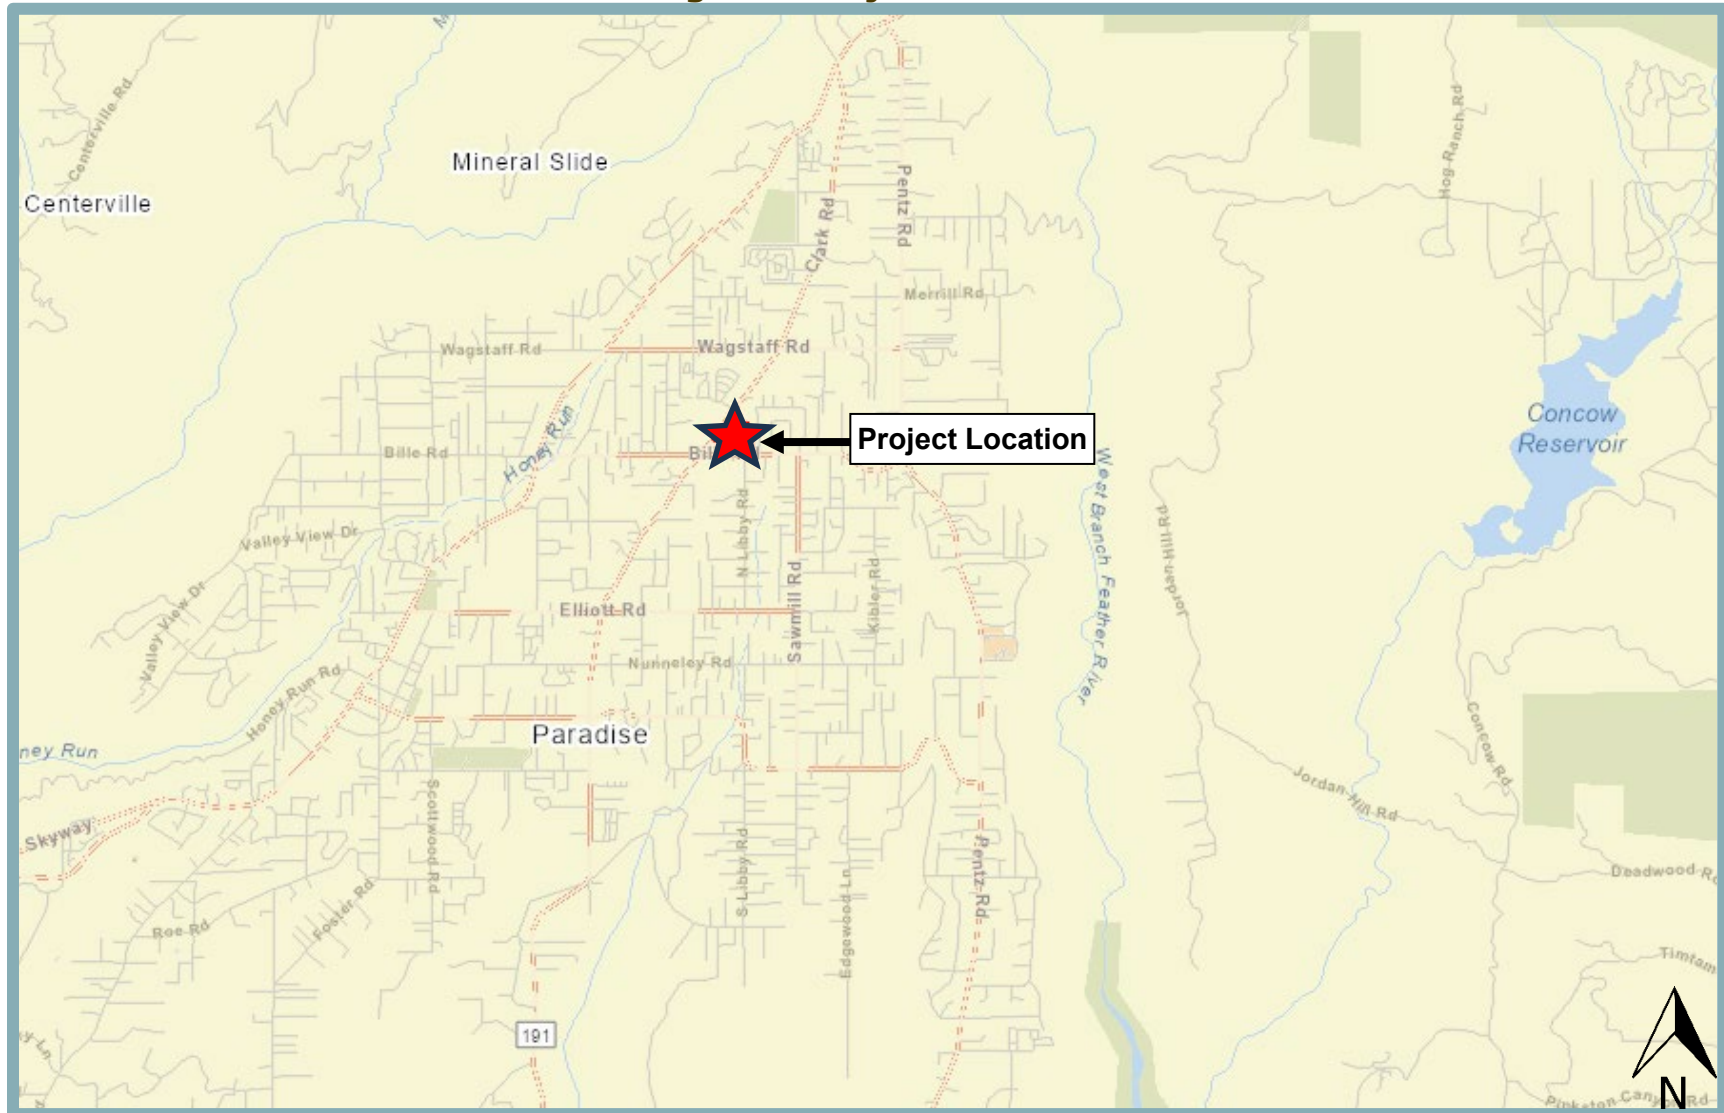 Centerville Rd
Mineral Slide
Centerville
Hog Ranch Rd
Pentz Rd
Clark Rd
Merrill Rd
Wagstaff Rd
Wagstaff Rd
Honey Run
Bille Rd
Project Location
Concow
Reservoir
West Branch Feather River
N Libby Rd
Valley View Dr
Jordan Hill Rd
Sawmill Rd
Kibler Rd
Elliott Rd
Valley View Dr
Nunneley Rd
Honey Run Rd
Paradise
Run
Concow Rd
Jordan Hill Rd
Skyway
Scottwood Rd
S Libby Rd
Edgewood Ln
Pentz Rd
Deadwood
Foster Rd
Roe Rd
191
Ln
N
Rd